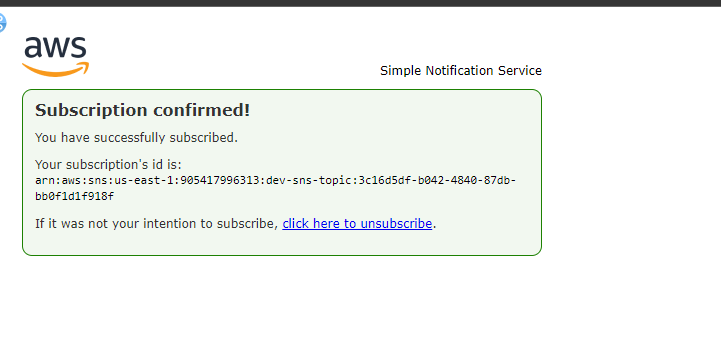 aws
Simple Notification Service
Subscription confirmed!
You have successfully subscribed.
Your subscription's id is:
arn:aws:sns:us-east-1:905417996313:dev-sns-topic:3c16d5df-b042-4840-87db-
bb0f1d1f918f
If it was not your intention to subscribe, click here to unsubscribe.